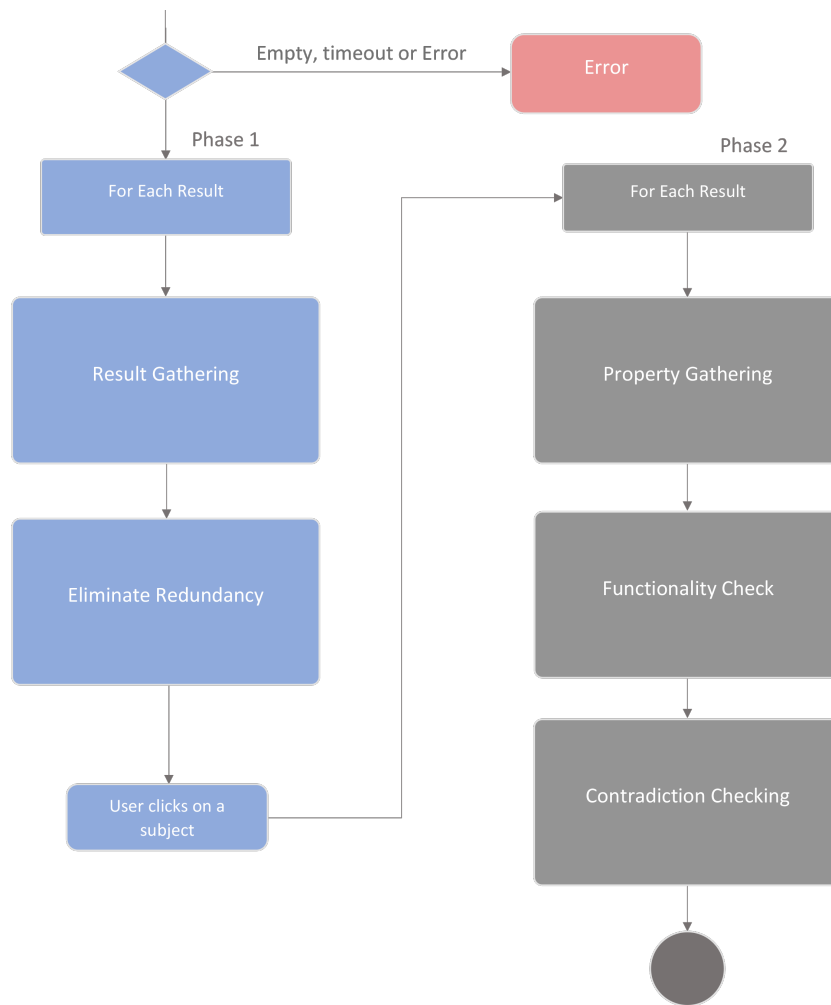 Empty, timeout or Error
Error
Phase 1
For Each Result
Result Gathering
Eliminate Redundancy
User clicks on a
subject
Phase 2
For Each Result
Property Gathering
Functionality Check
Contradiction Checking